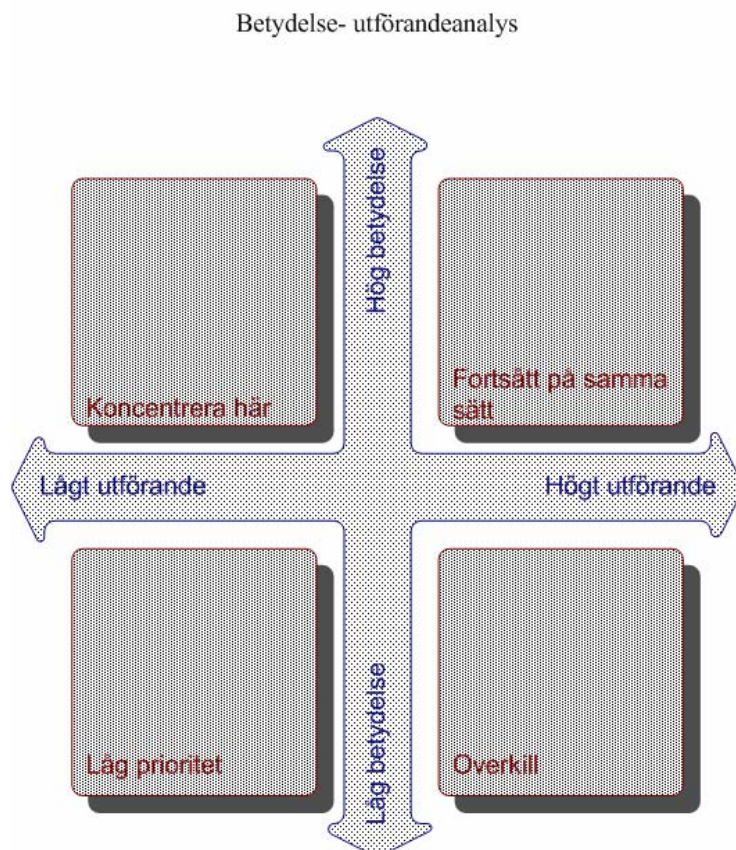 Betydelse- utförandeanalys
Hög betydelse
Koncentrera här
Fortsätt på samma
sätt
Lågt utförande
Högt utförande
Låg prioritet
Låg betydelse
Overkill